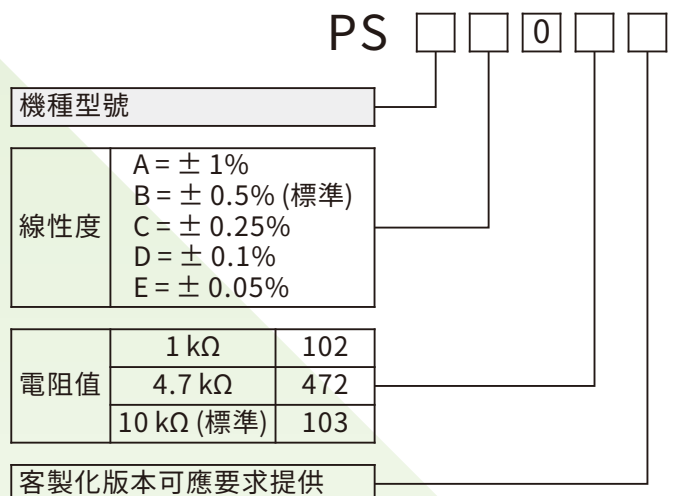 PS □ □ 0 □ □
機種型號
線性度
A = ± 1%
B = ± 0.5% (標準)
C = ± 0.25%
D = ± 0.1%
E = ± 0.05%
電阻值
1 kΩ 102
4.7 kΩ 472
10 kΩ (標準) 103
客製化版本可應要求提供